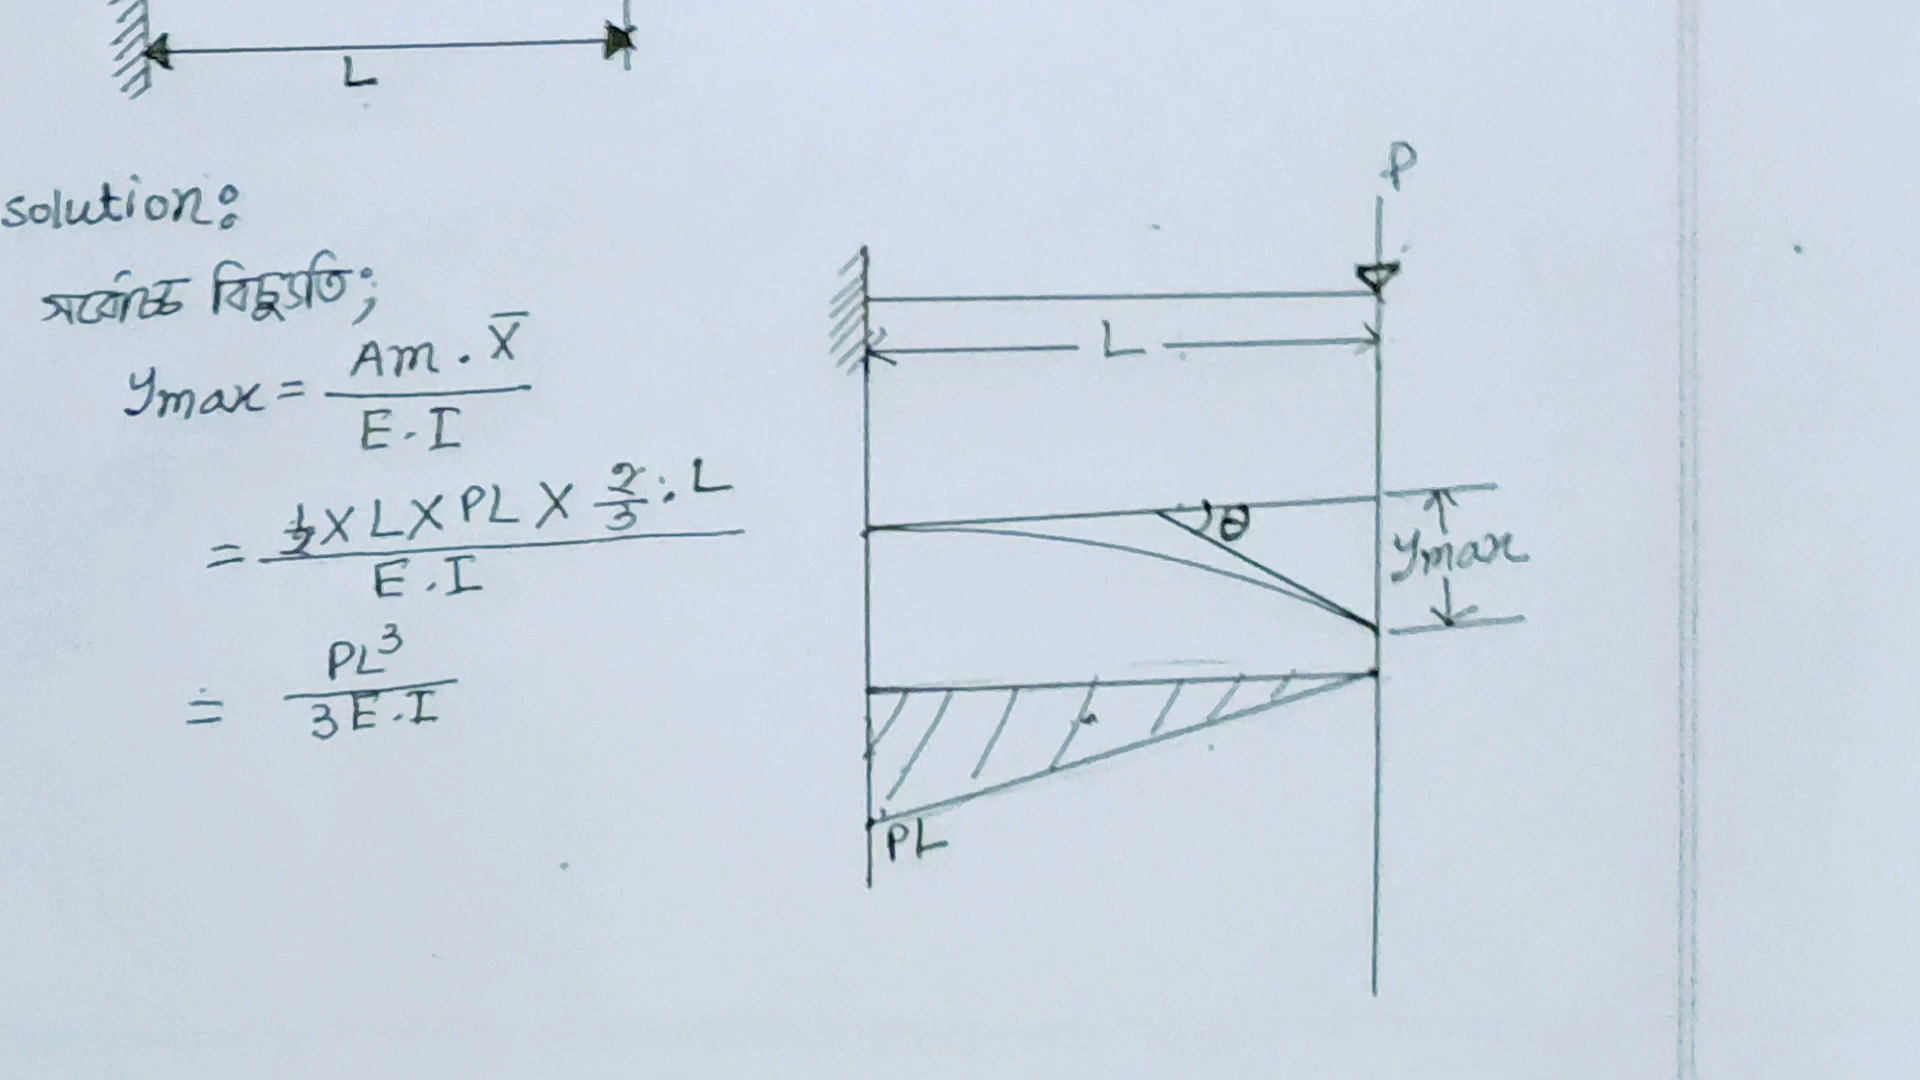 L
solution:
সর্বোচ্চ বিচ্যুতি;
ymax = Am . X̄ / E.I
= ½ X L X PL X 2/3 . L / E.I
= PL³ / 3E.I
P
L
θ
ymax
PL